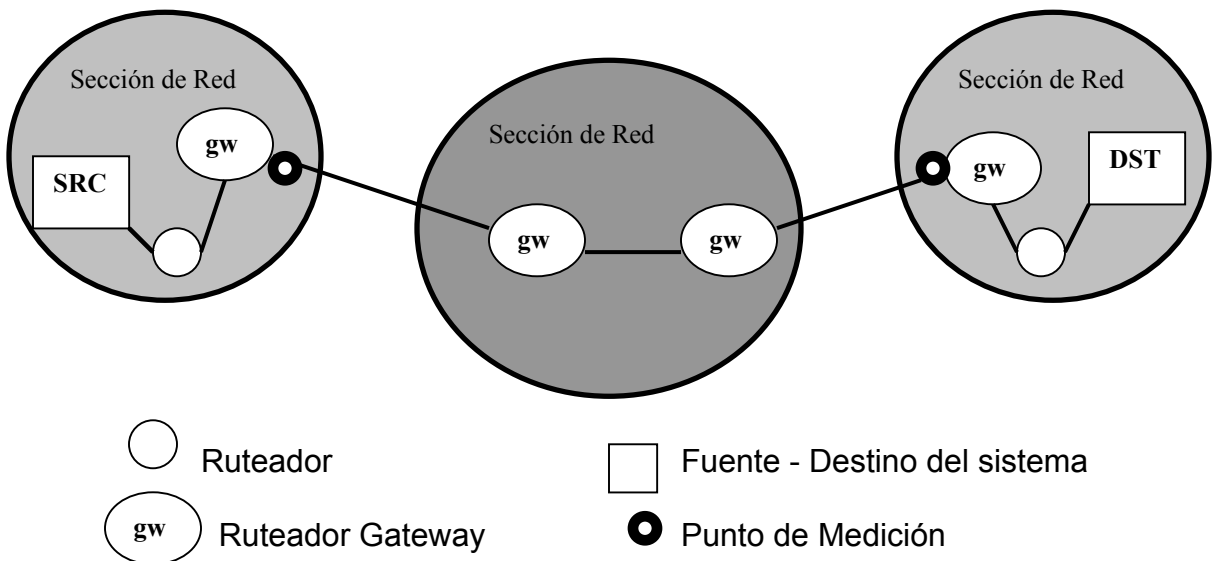 Sección de Red
gw
SRC
Sección de Red
gw
gw
Sección de Red
gw
DST
Ruteador
Fuente - Destino del sistema
gw
Ruteador Gateway
Punto de Medición